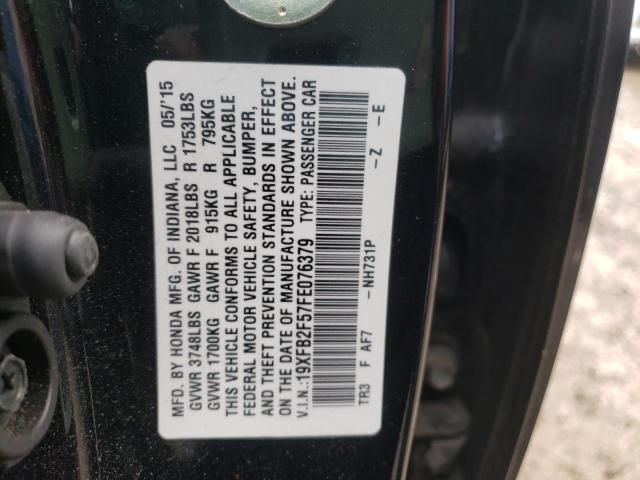 MFD. BY HONDA MFG. OF INDIANA, LLC 05/'15
GVWR 3748LBS GAWR F 2018LBS R 1753LBS
GVWR 1700KG GAWR F 915KG R 795KG
THIS VEHICLE CONFORMS TO ALL APPLICABLE
FEDERAL MOTOR VEHICLE SAFETY, BUMPER,
AND THEFT PREVENTION STANDARDS IN EFFECT
ON THE DATE OF MANUFACTURE SHOWN ABOVE.
V.I.N.:19XFB2F57FE076379 TYPE: PASSENGER CAR
TR3 F AF7 -NH731P -Z -E